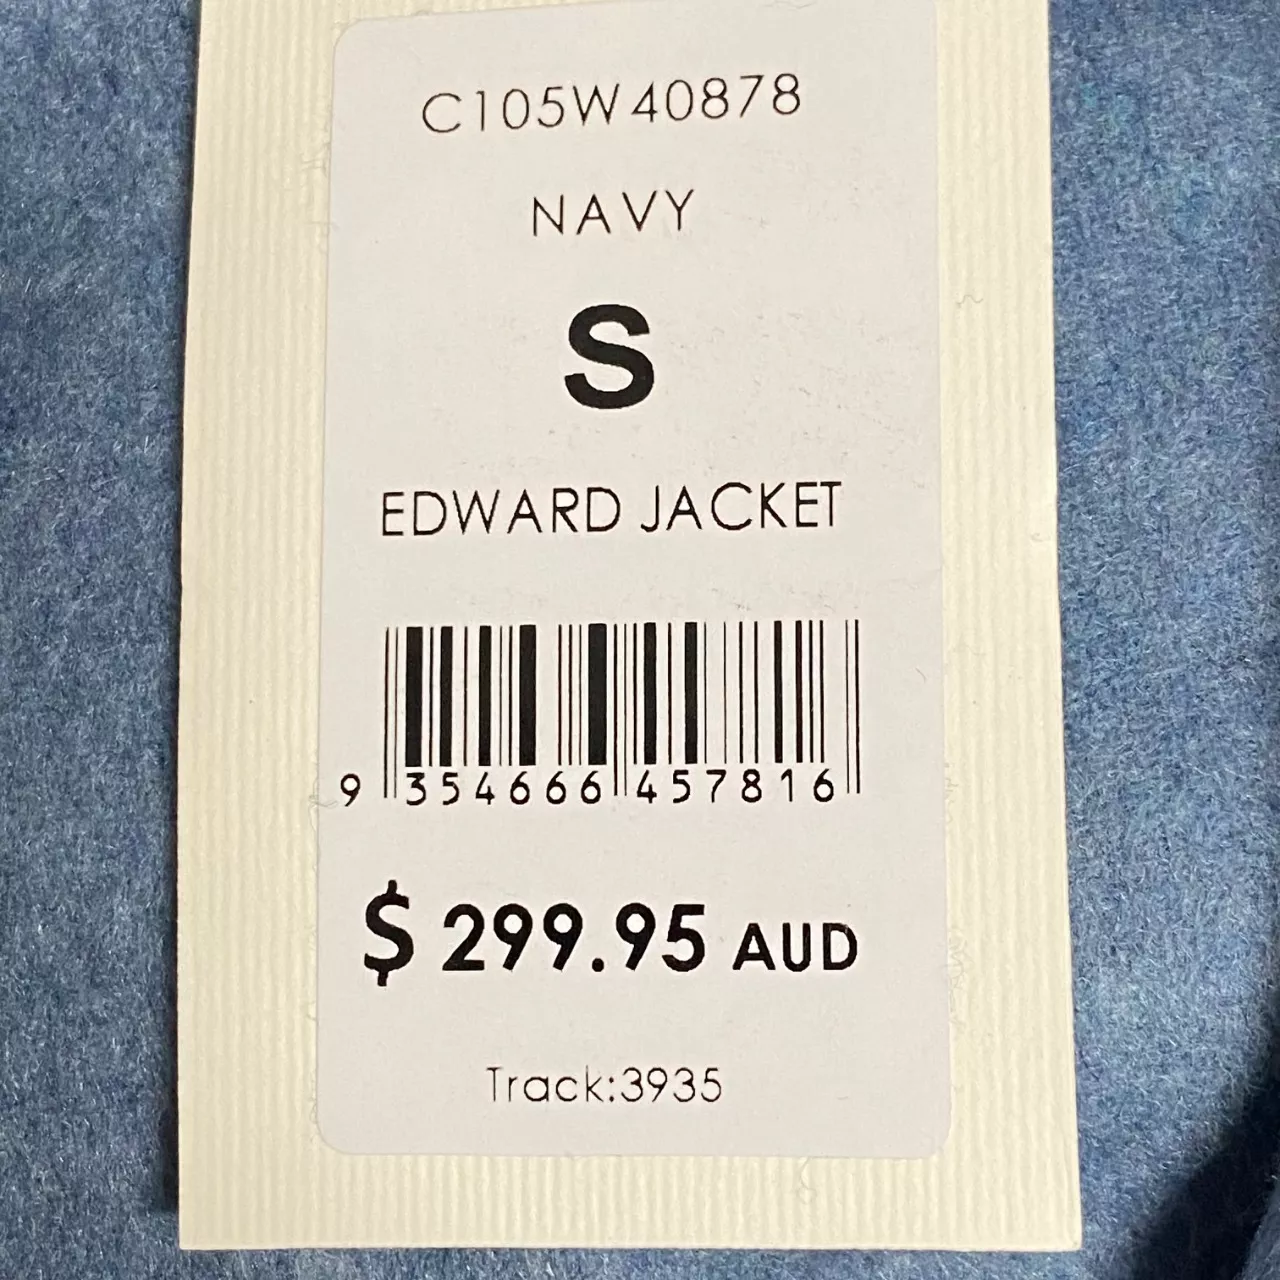 C105W40878
NAVY
S
EDWARD JACKET
9 354666 457816
$ 299.95 AUD
Track:3935